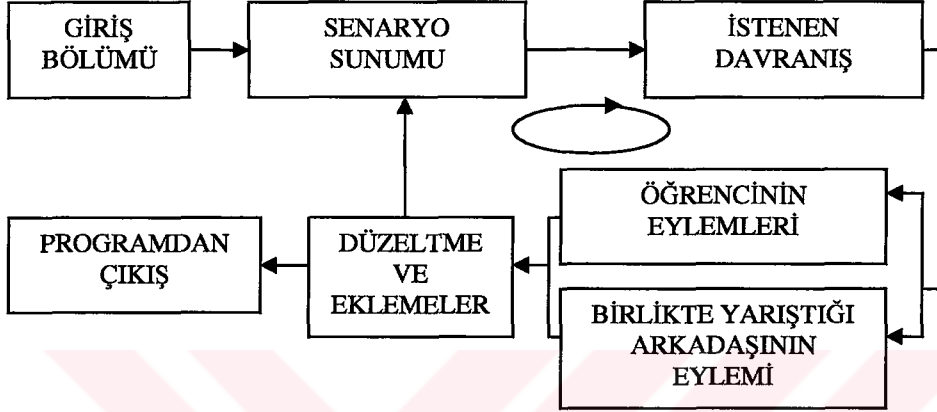 GİRİŞ
BÖLÜMÜ
SENARYO
SUNUMU
İSTENEN
DAVRANIŞ
ÖĞRENCİNİN
EYLEMLERİ
PROGRAMDAN
ÇIKIŞ
DÜZELTME
VE
EKLEMELER
BİRLİKTE YARIŞTIĞI
ARKADAŞININ
EYLEMİ